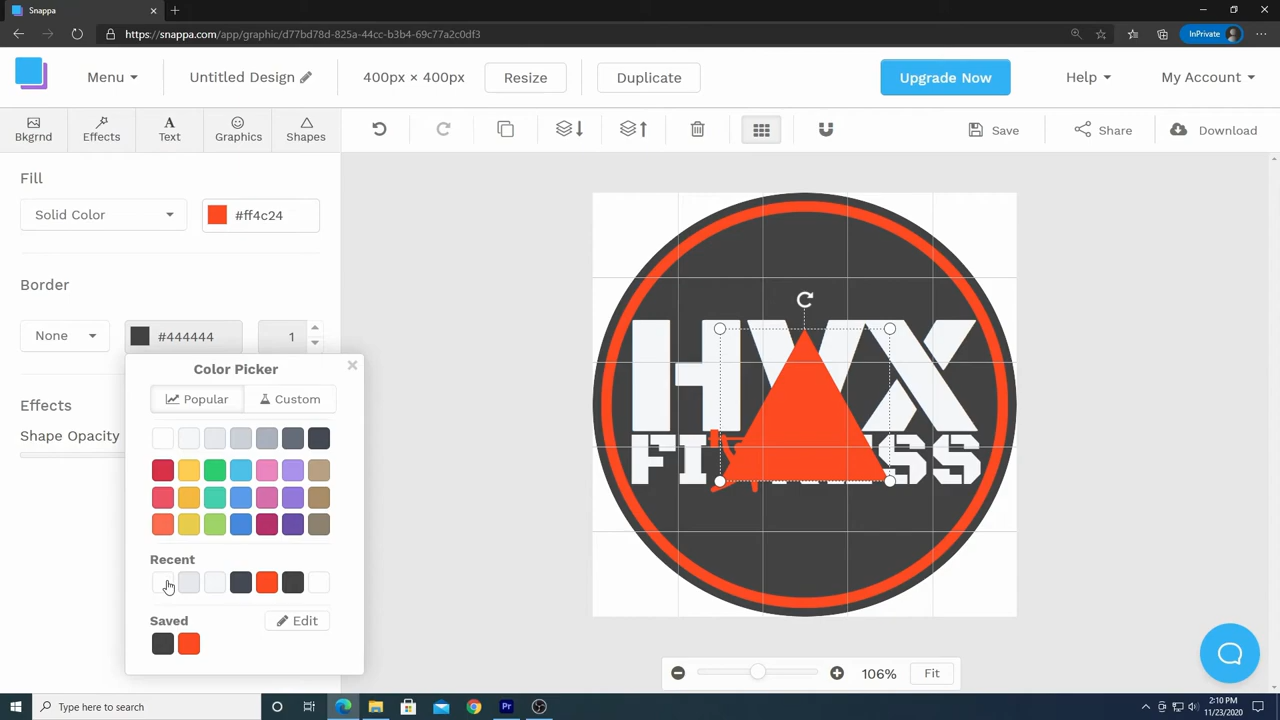 Snappa
https://snappa.com/app/graphic/d77bd78d-825a-44cc-b3b4-69c77a2c0df3
InPrivate
Menu
Untitled Design
400px × 400px
Resize
Duplicate
Upgrade Now
Help
My Account
Bkgrnd
Effects
Text
Graphics
Shapes
Save
Share
Download
Fill
Solid Color
#ff4c24
Border
None
#444444
1
Color Picker
Popular
Custom
Effects
Shape Opacity
Recent
Saved
Edit
HWX
106%
Fit
Type here to search
2:10 PM
11/23/2020